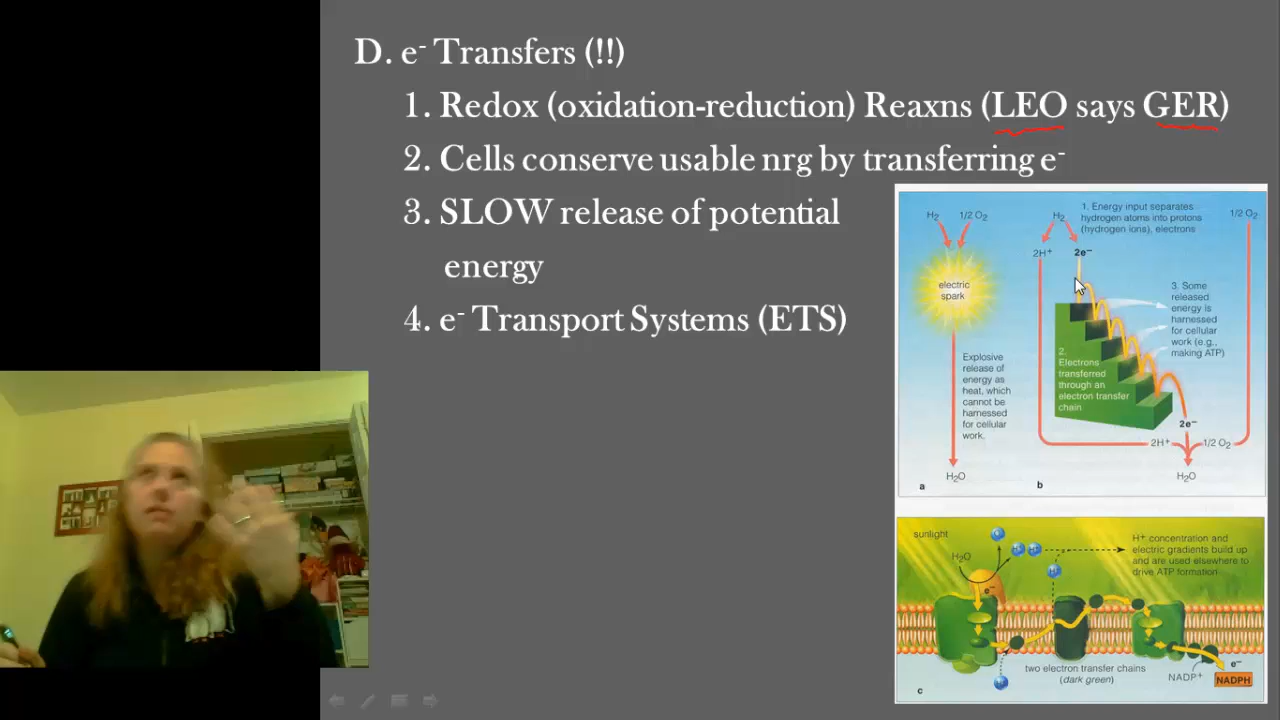 D. e- Transfers (!!)
1. Redox (oxidation-reduction) Reaxns (LEO says GER)
2. Cells conserve usable nrg by transferring e-
3. SLOW release of potential
energy
4. e- Transport Systems (ETS)
H2 1/2 O2
electric
spark
Explosive
release of
energy as
heat, which
cannot be
harnessed
for cellular
work.
H2O
a
H2
1. Energy input separates
hydrogen atoms into protons
(hydrogen ions), electrons
1/2 O2
2H+ 2e-
3. Some
released
energy is
harnessed
for cellular
work (e.g.,
making ATP)
2.
Electrons
transferred
through an
electron transfer
chain
2e-
2H+ 1/2 O2
H2O
b
sunlight
H2O
e-
H+ concentration and
electric gradients build up
and are used elsewhere to
drive ATP formation
two electron transfer chains
(dark green)
NADP+
e-
NADPH
c